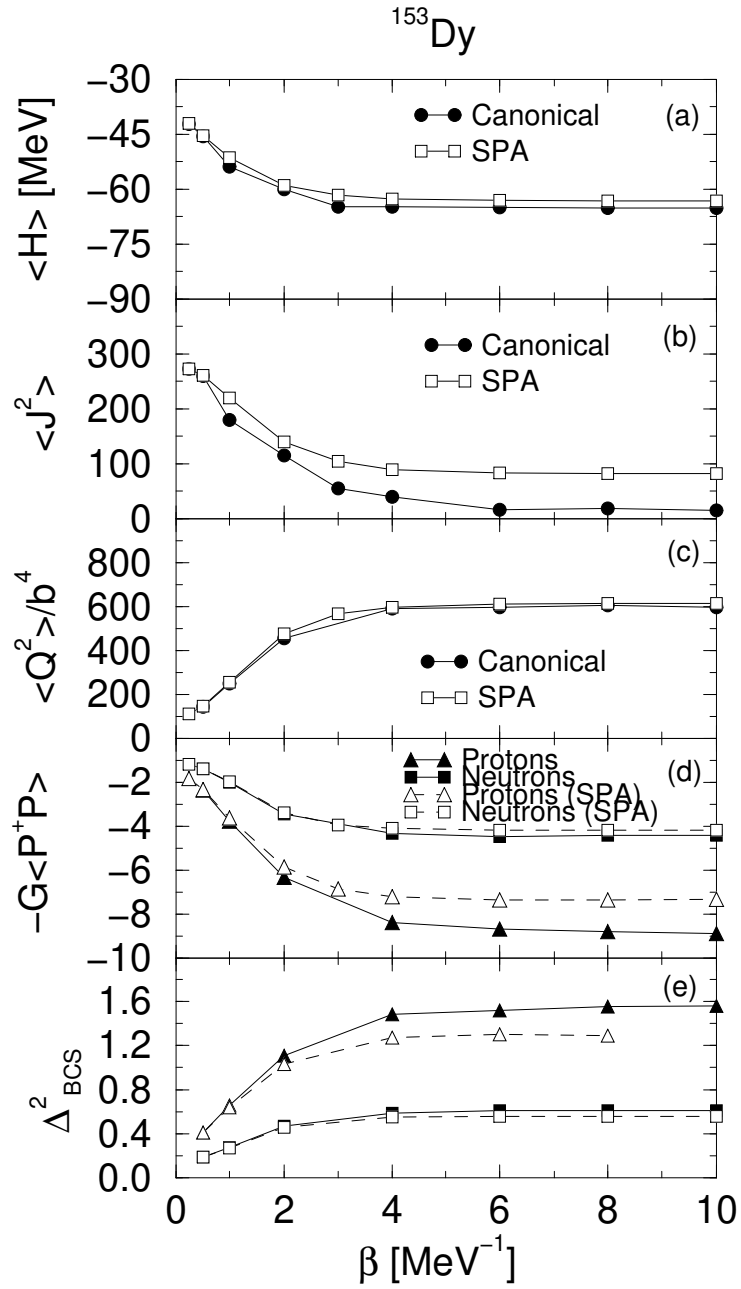 ¹⁵³Dy
−30
−45
−60
−75
−90
<H> [MeV]
Canonical
SPA
(a)
300
200
100
0
<J²>
Canonical
SPA
(b)
800
600
400
200
0
<Q²>/b⁴
Canonical
SPA
(c)
0
−2
−4
−6
−8
−10
−G<P⁺P>
Protons
Neutrons
Protons (SPA)
Neutrons (SPA)
(d)
1.6
1.2
0.8
0.4
0.0
Δ²BCS
(e)
0 2 4 6 8 10
β [MeV⁻¹]